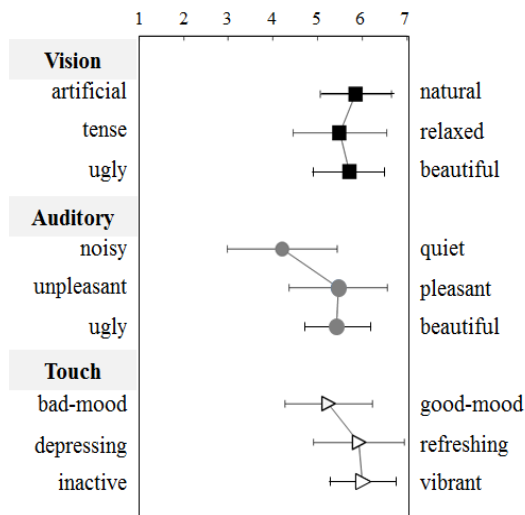 1 2 3 4 5 6 7
Vision
artificial natural
tense relaxed
ugly beautiful
Auditory
noisy quiet
unpleasant pleasant
ugly beautiful
Touch
bad-mood good-mood
depressing refreshing
inactive vibrant